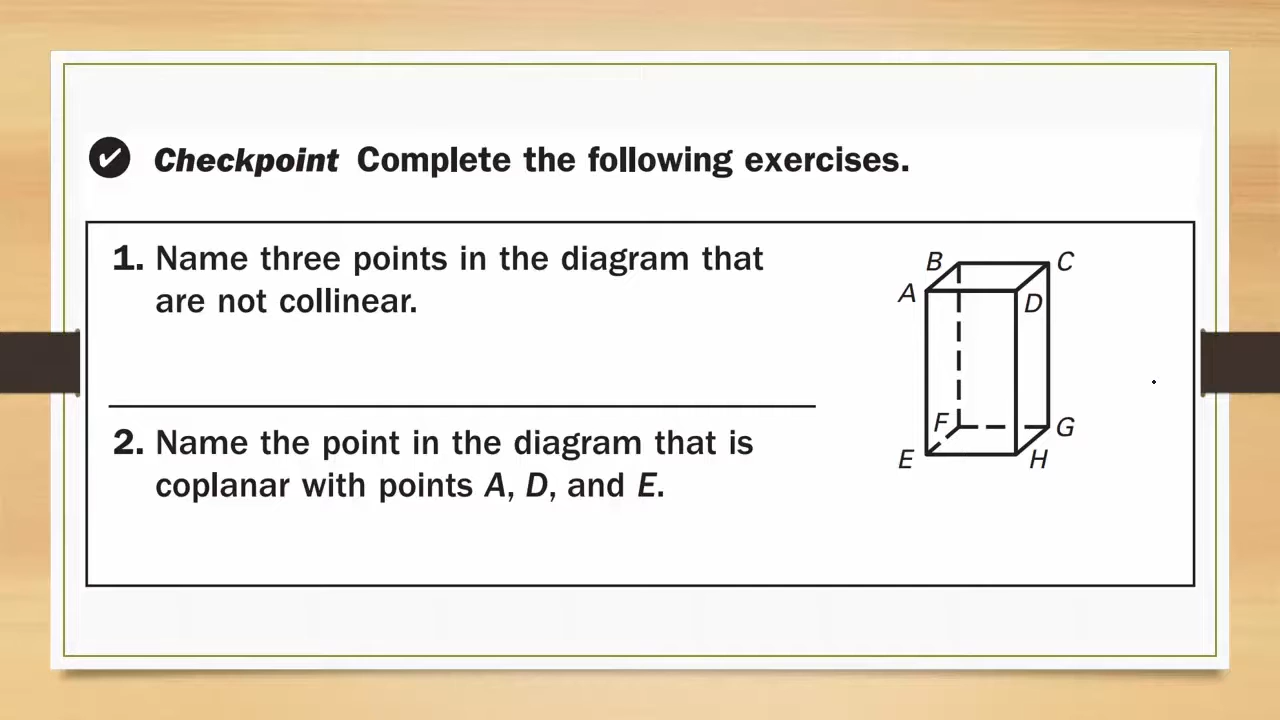 Checkpoint Complete the following exercises.
1. Name three points in the diagram that
are not collinear.
2. Name the point in the diagram that is
coplanar with points A, D, and E.
B
C
A
D
F
G
E
H